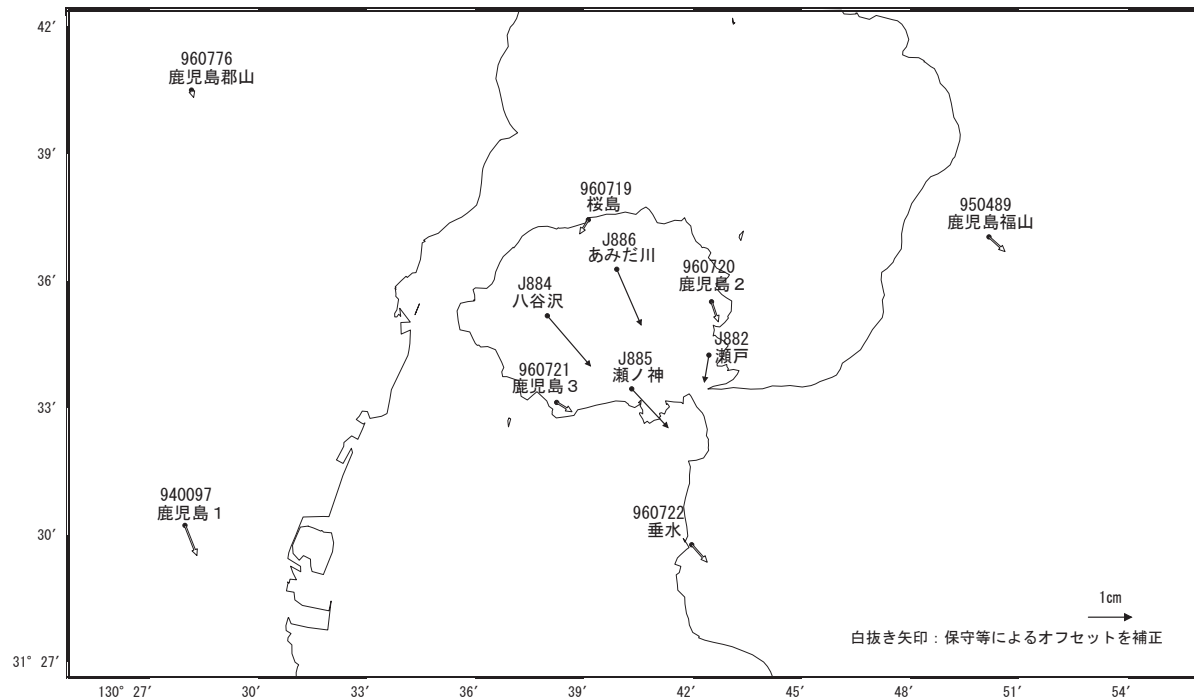 42′
960776
鹿児島郡山
39′
960719
桜島
950489
鹿児島福山
J886
あみだ川
960720
鹿児島２
36′
J884
八谷沢
J882
瀬戸
J885
瀬ノ神
960721
鹿児島３
33′
940097
鹿児島１
960722
垂水
30′
1cm
白抜き矢印：保守等によるオフセットを補正
31° 27′
130° 27′ 30′ 33′ 36′ 39′ 42′ 45′ 48′ 51′ 54′